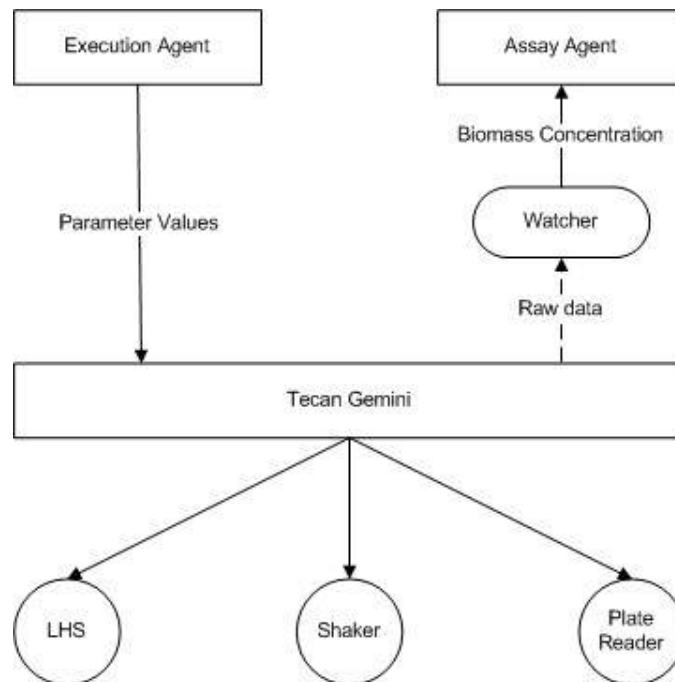 Execution Agent
Assay Agent
Biomass Concentration
Watcher
Parameter Values
Raw data
Tecan Gemini
LHS
Shaker
Plate
Reader